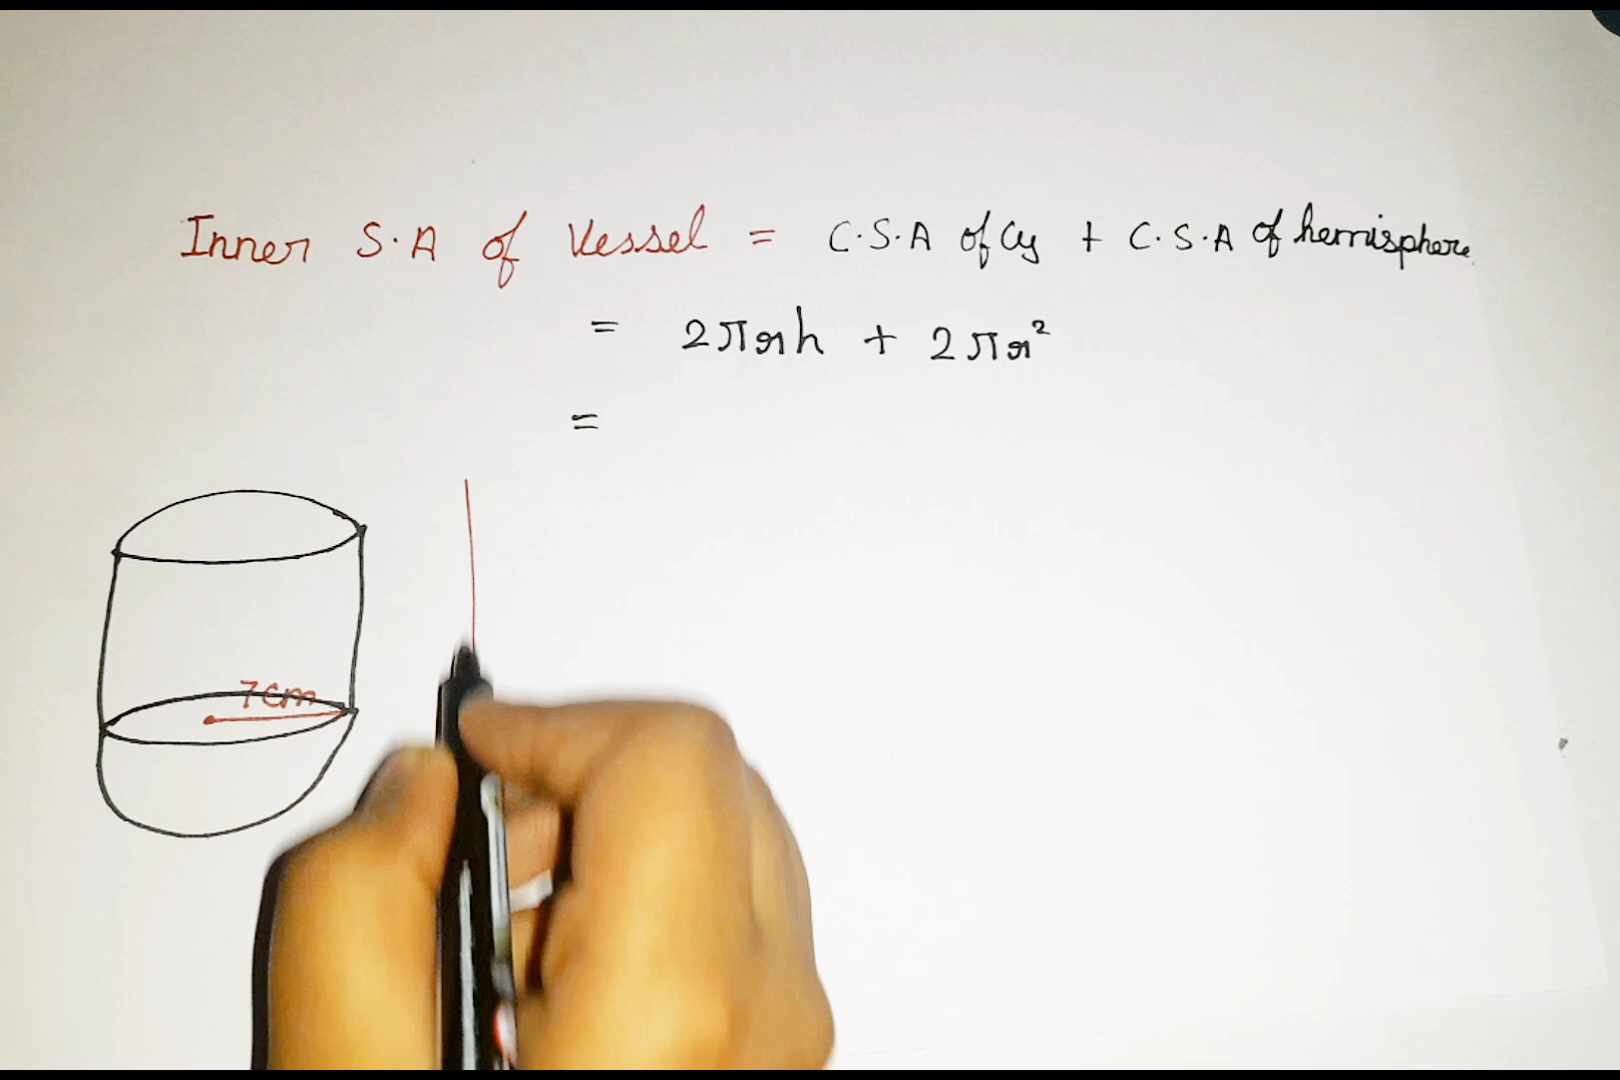 Inner S.A of Vessel = C.S.A of Cy + C.S.A of hemisphere
= 2πrh + 2πr²
=
7cm